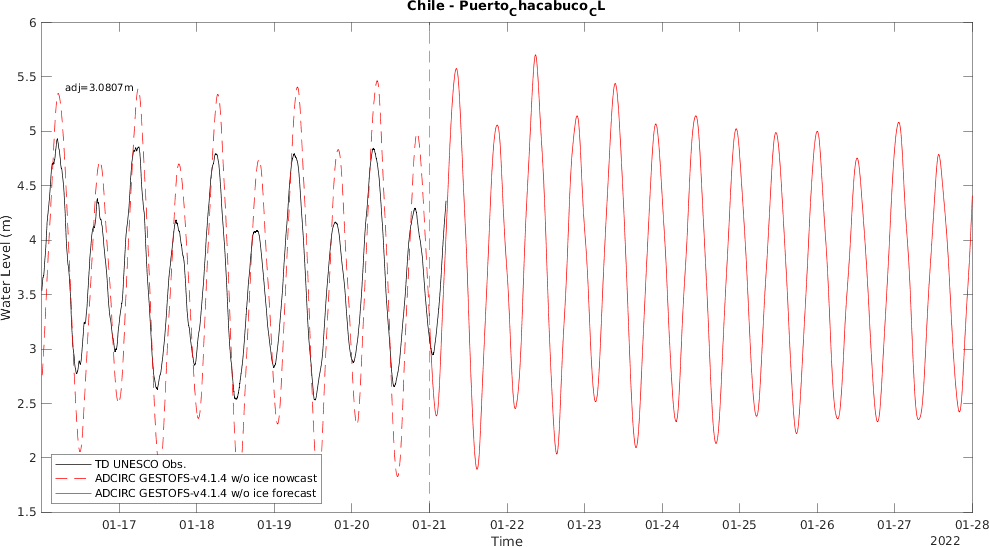 Chile - Puerto_Chacabuco_CL
6
5.5
5
4.5
4
3.5
3
2.5
2
1.5
Water Level (m)
adj=3.0807m
TD UNESCO Obs.
ADCIRC GESTOFS-v4.1.4 w/o ice nowcast
ADCIRC GESTOFS-v4.1.4 w/o ice forecast
01-17 01-18 01-19 01-20 01-21 01-22 01-23 01-24 01-25 01-26 01-27 01-28
Time
2022